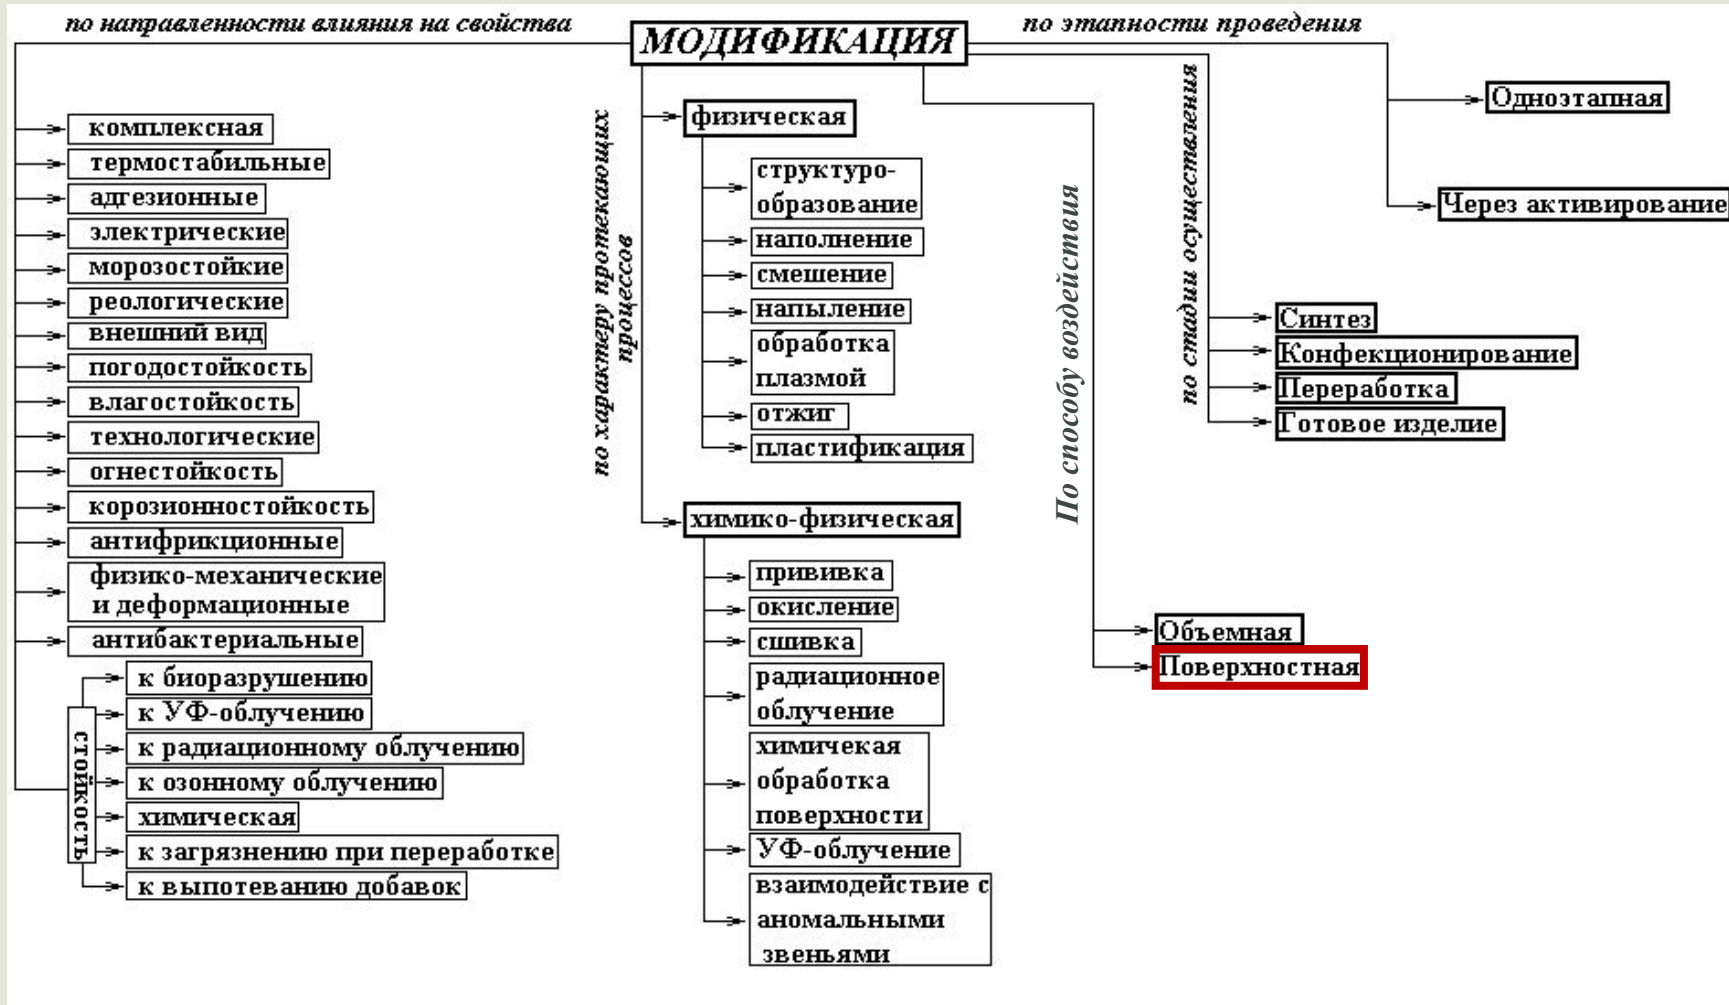 по направленности влияния на свойства
МОДИФИКАЦИЯ
по этапности проведения
комплексная
термостабильные
адгезионные
электрические
морозостойкие
реологические
внешний вид
погодостойкость
влагостойкость
технологические
огнестойкость
корозионностойкость
антифрикционные
физико-механические
и деформационные
антибактериальные
стойкость
к биоразрушению
к УФ-облучению
к радиационному облучению
к озонному облучению
химическая
к загрязнению при переработке
к выпотеванию добавок
по характеру протекающих
процессов
физическая
структуро-
образование
наполнение
смешение
напыление
обработка
плазмой
отжиг
пластификация
химико-физическая
прививка
окисление
сшивка
радиационное
облучение
химичекая
обработка
поверхности
УФ-облучение
взаимодействие с
аномальными
звеньями
По способу воздействия
Объемная
Поверхностная
по стадии осуществления
Синтез
Конфекционирование
Переработка
Готовое изделие
Одноэтапная
Через активирование